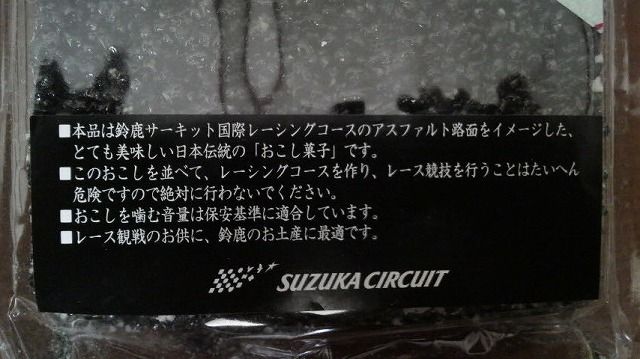 ■本品は鈴鹿サーキット国際レーシングコースのアスファルト路面をイメージした、
とても美味しい日本伝統の「おこし菓子」です。
■このおこしを並べて、レーシングコースを作り、レース競技を行うことはたいへん
危険ですので絶対に行わないでください。
■おこしを噛む音量は保安基準に適合しています。
■レース観戦のお供に、鈴鹿のお土産に最適です。
SUZUKA CIRCUIT